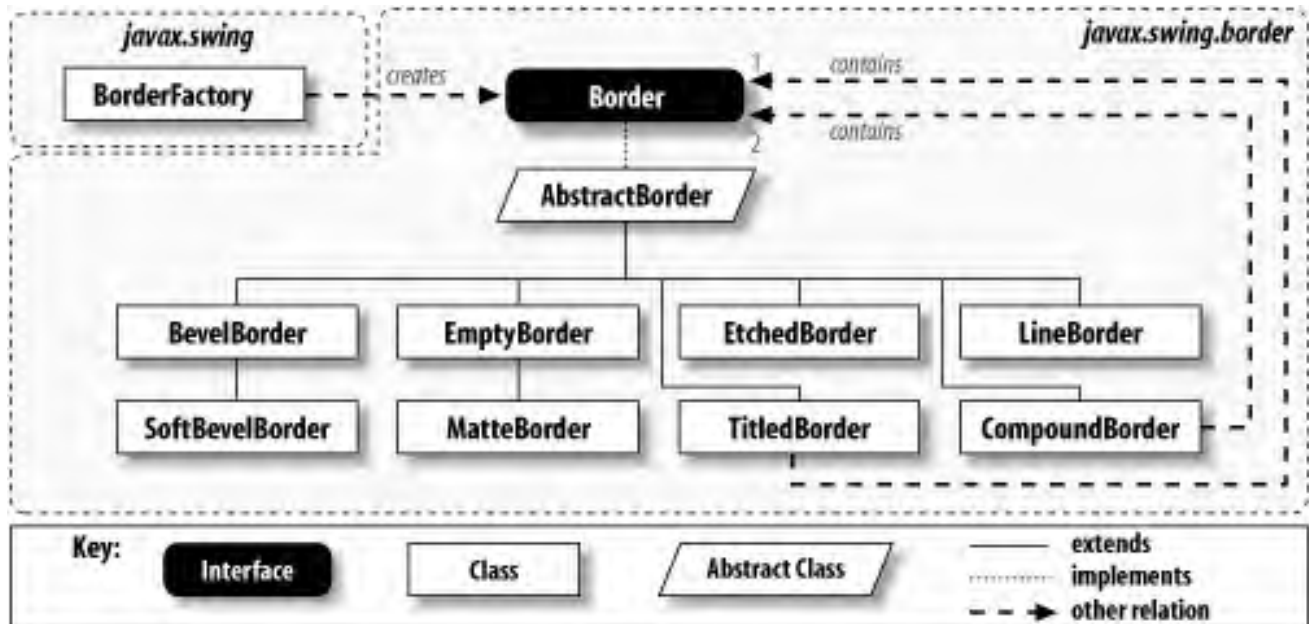 javax.swing
javax.swing.border
BorderFactory
creates
Border
1
contains
contains
2
AbstractBorder
BevelBorder
EmptyBorder
EtchedBorder
LineBorder
SoftBevelBorder
MatteBorder
TitledBorder
CompoundBorder
Key:
Interface
Class
Abstract Class
extends
implements
other relation